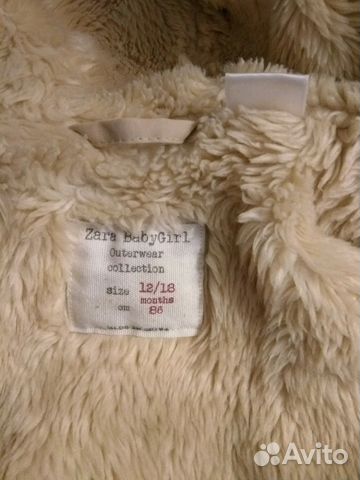 Zara BabyGirl
Outerwear
collection
size 12/18
months
cm 86
Avito